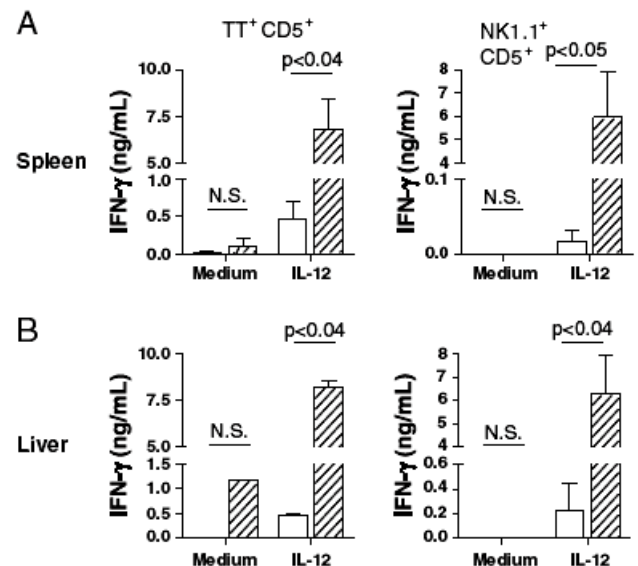 A
TT+ CD5+
NK1.1+
CD5+
p<0.04
p<0.05
Spleen
IFN-γ (ng/mL)
10.0
7.5
5.0
1.0
0.5
0.0
N.S.
Medium
IL-12
IFN-γ (ng/mL)
8
7
6
5
4
0.1
0.0
N.S.
Medium
IL-12
B
Liver
IFN-γ (ng/mL)
10.0
7.5
5.0
1.5
1.0
0.5
0.0
N.S.
p<0.04
Medium
IL-12
IFN-γ (ng/mL)
8
7
6
5
4
0.6
0.4
0.2
0.0
N.S.
p<0.04
Medium
IL-12